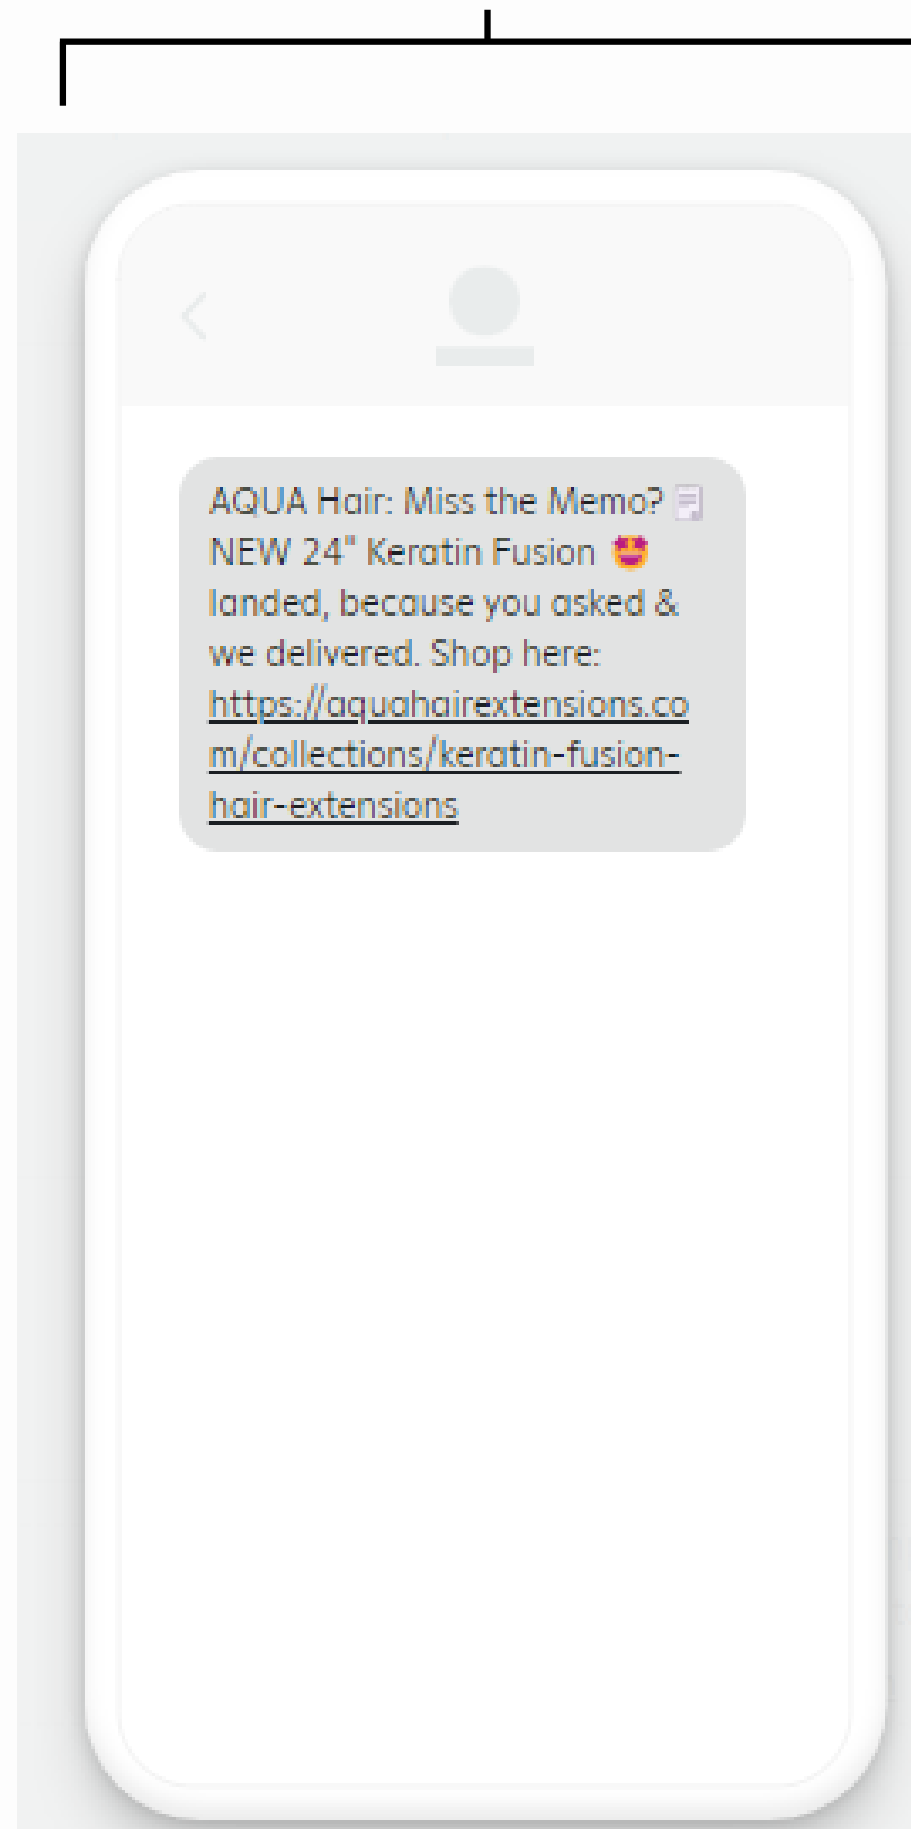 AQUA Hair: Miss the Memo? 🗒️
NEW 24" Keratin Fusion 🤩
landed, because you asked &
we delivered. Shop here:
https://aquahairextensions.co
m/collections/keratin-fusion-
hair-extensions